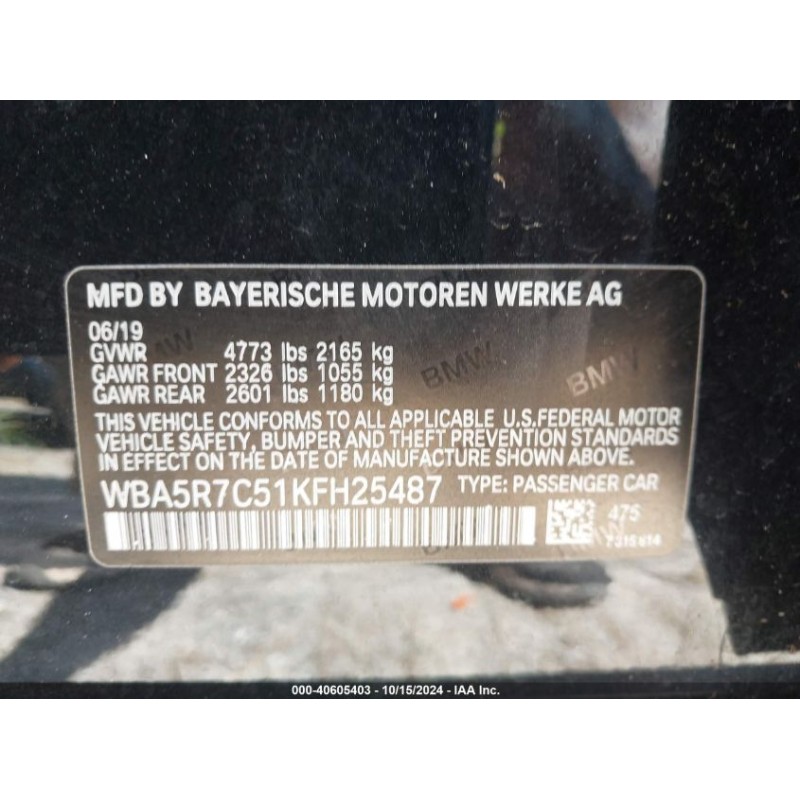 MFD BY BAYERISCHE MOTOREN WERKE AG
06/19
GVWR 4773 lbs 2165 kg
GAWR FRONT 2326 lbs 1055 kg
GAWR REAR 2601 lbs 1180 kg
BMW BMW BMW
THIS VEHICLE CONFORMS TO ALL APPLICABLE U.S.FEDERAL MOTOR
VEHICLE SAFETY, BUMPER AND THEFT PREVENTION STANDARDS
IN EFFECT ON THE DATE OF MANUFACTURE SHOWN ABOVE.
WBA5R7C51KFH25487 TYPE: PASSENGER CAR
475
000-40605403 - 10/15/2024 - IAA Inc.